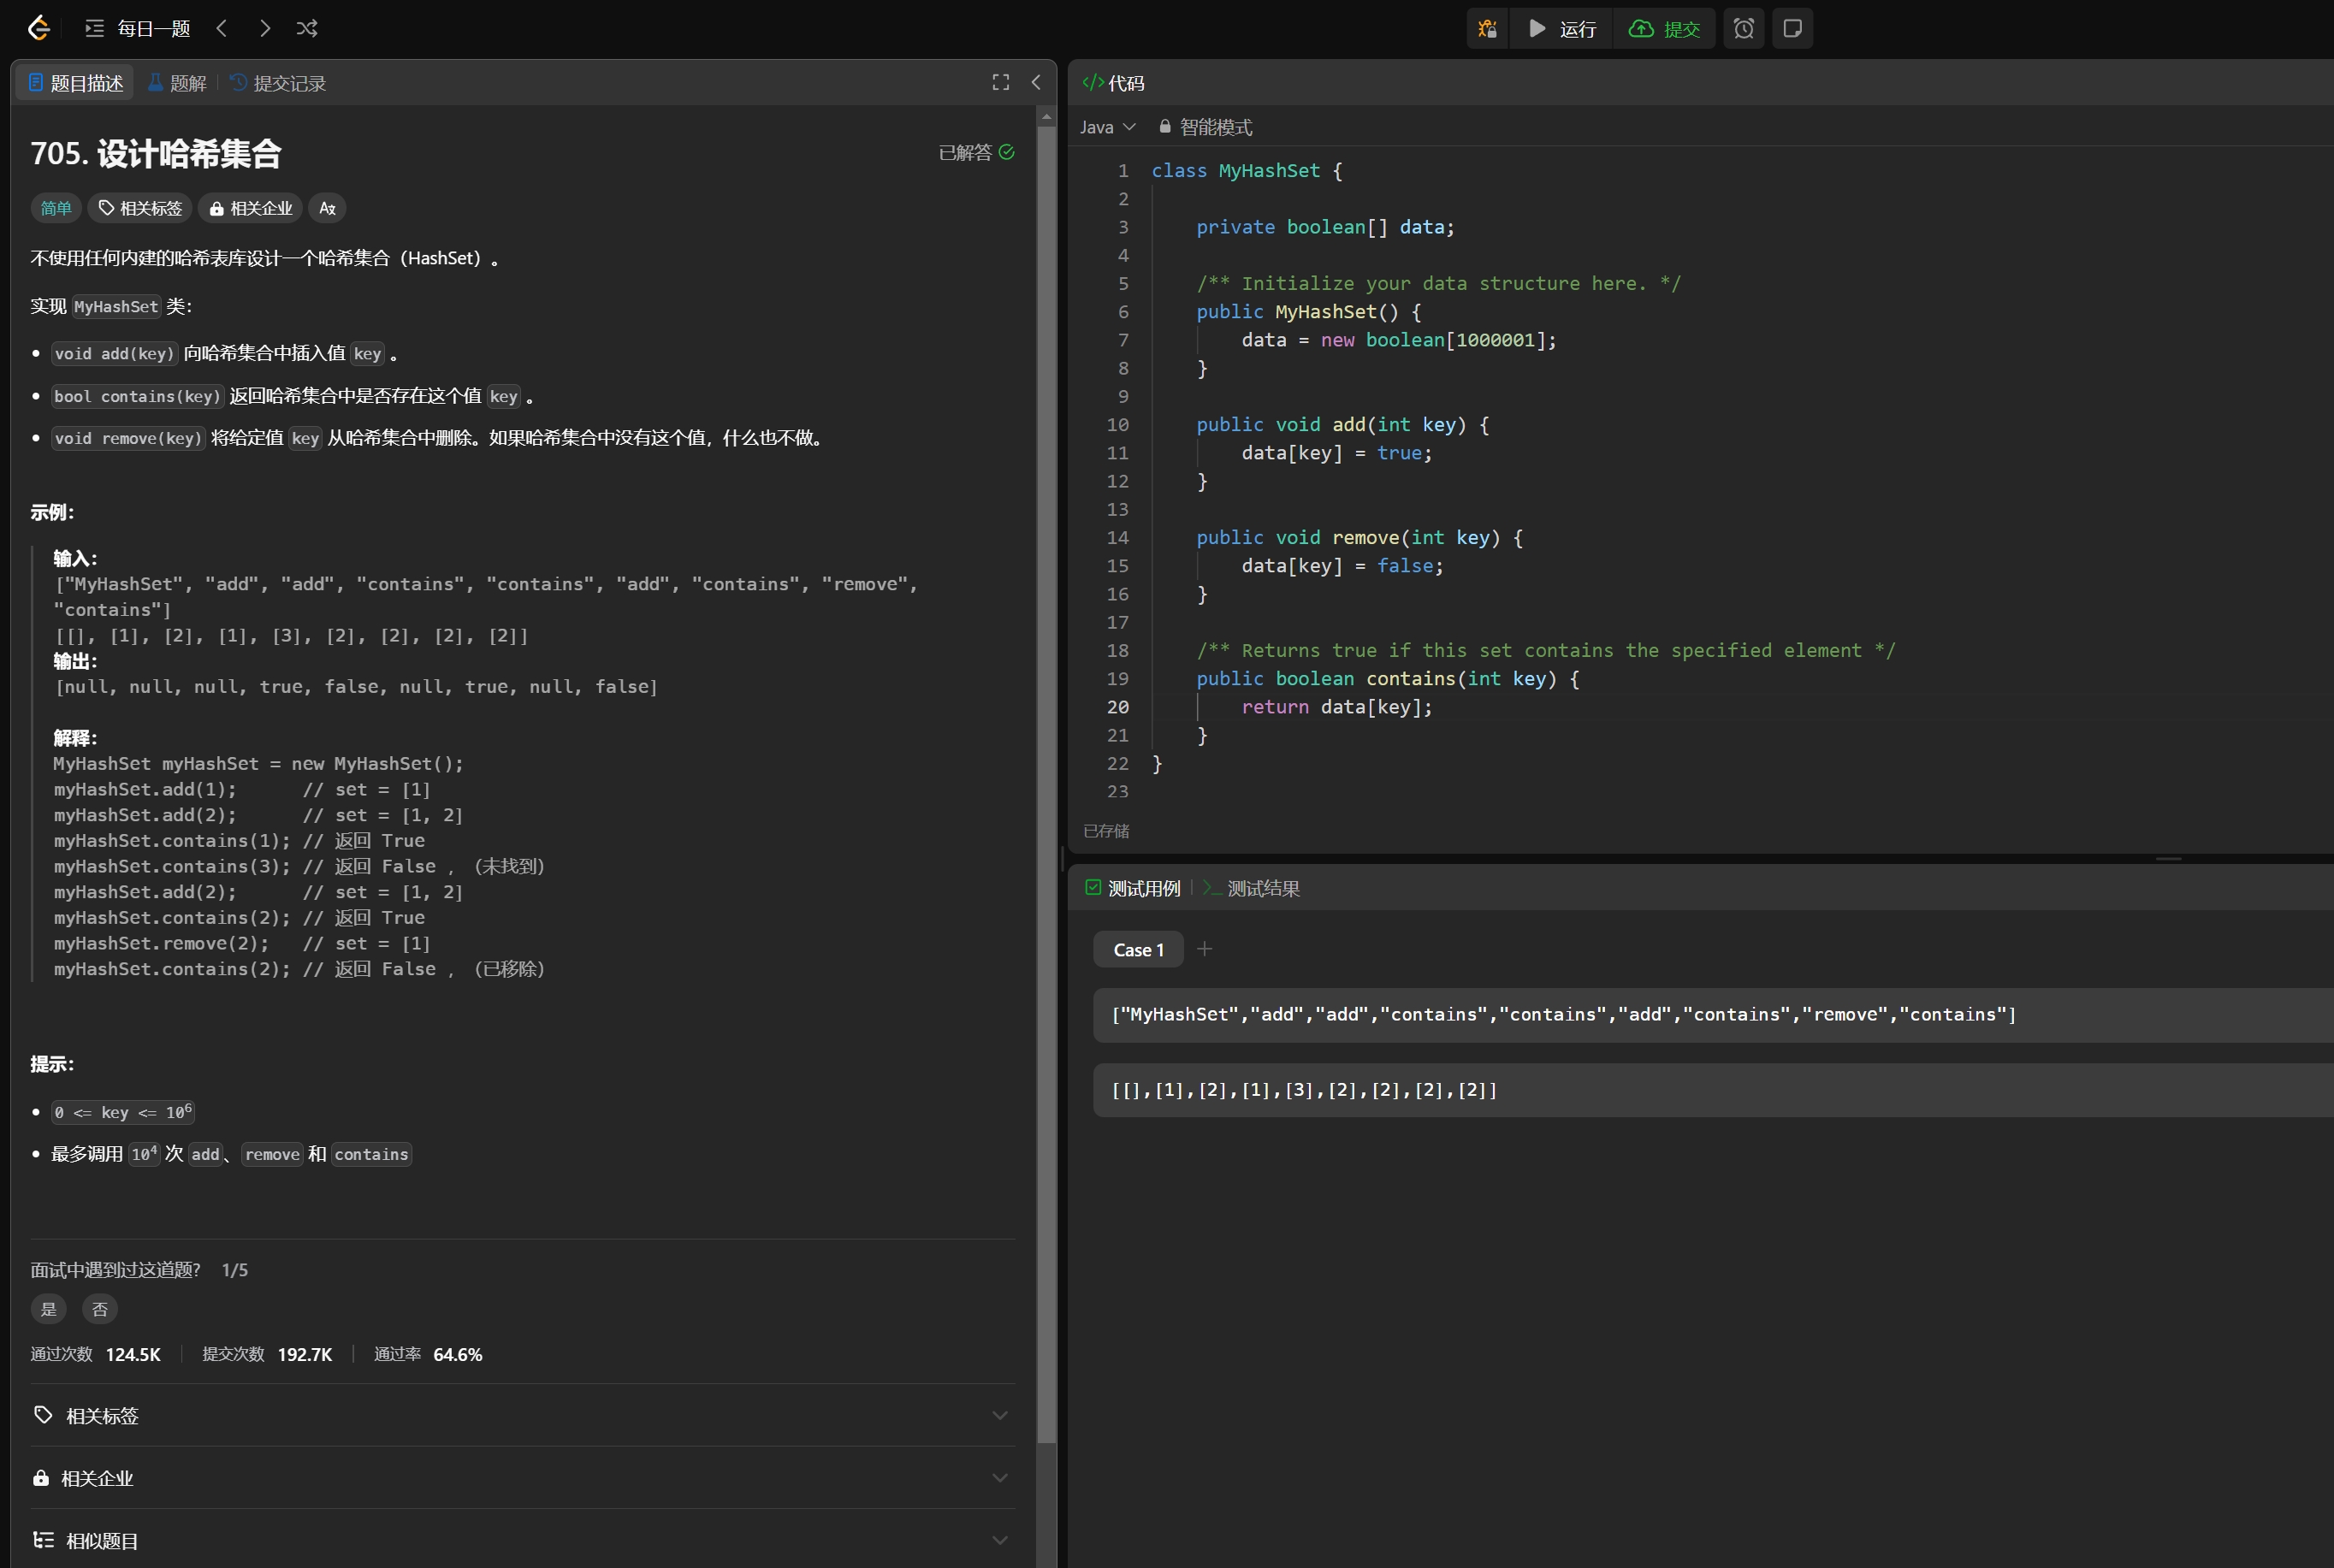 每日一题
运行
提交
题目描述
题解
提交记录
705. 设计哈希集合
已解答
简单
相关标签
相关企业
不使用任何内建的哈希表库设计一个哈希集合（HashSet）。
实现 MyHashSet 类：
void add(key) 向哈希集合中插入值 key 。
bool contains(key) 返回哈希集合中是否存在这个值 key 。
void remove(key) 将给定值 key 从哈希集合中删除。如果哈希集合中没有这个值，什么也不做。
示例：
输入：
["MyHashSet", "add", "add", "contains", "contains", "add", "contains", "remove",
"contains"]
[[], [1], [2], [1], [3], [2], [2], [2], [2]]
输出：
[null, null, null, true, false, null, true, null, false]
解释：
MyHashSet myHashSet = new MyHashSet();
myHashSet.add(1);      // set = [1]
myHashSet.add(2);      // set = [1, 2]
myHashSet.contains(1); // 返回 True
myHashSet.contains(3); // 返回 False ，（未找到）
myHashSet.add(2);      // set = [1, 2]
myHashSet.contains(2); // 返回 True
myHashSet.remove(2);   // set = [1]
myHashSet.contains(2); // 返回 False ，（已移除）
提示：
0 <= key <= 10⁶
最多调用 10⁴ 次 add、remove 和 contains
面试中遇到过这道题? 1/5
是 否
通过次数 124.5K 提交次数 192.7K 通过率 64.6%
相关标签
相关企业
相似题目
</>代码
Java 智能模式
1 class MyHashSet {
2
3     private boolean[] data;
4
5     /** Initialize your data structure here. */
6     public MyHashSet() {
7         data = new boolean[1000001];
8     }
9
10     public void add(int key) {
11         data[key] = true;
12     }
13
14     public void remove(int key) {
15         data[key] = false;
16     }
17
18     /** Returns true if this set contains the specified element */
19     public boolean contains(int key) {
20         return data[key];
21     }
22 }
23
已存储
测试用例
测试结果
Case 1
["MyHashSet","add","add","contains","contains","add","contains","remove","contains"]
[[],[1],[2],[1],[3],[2],[2],[2],[2]]